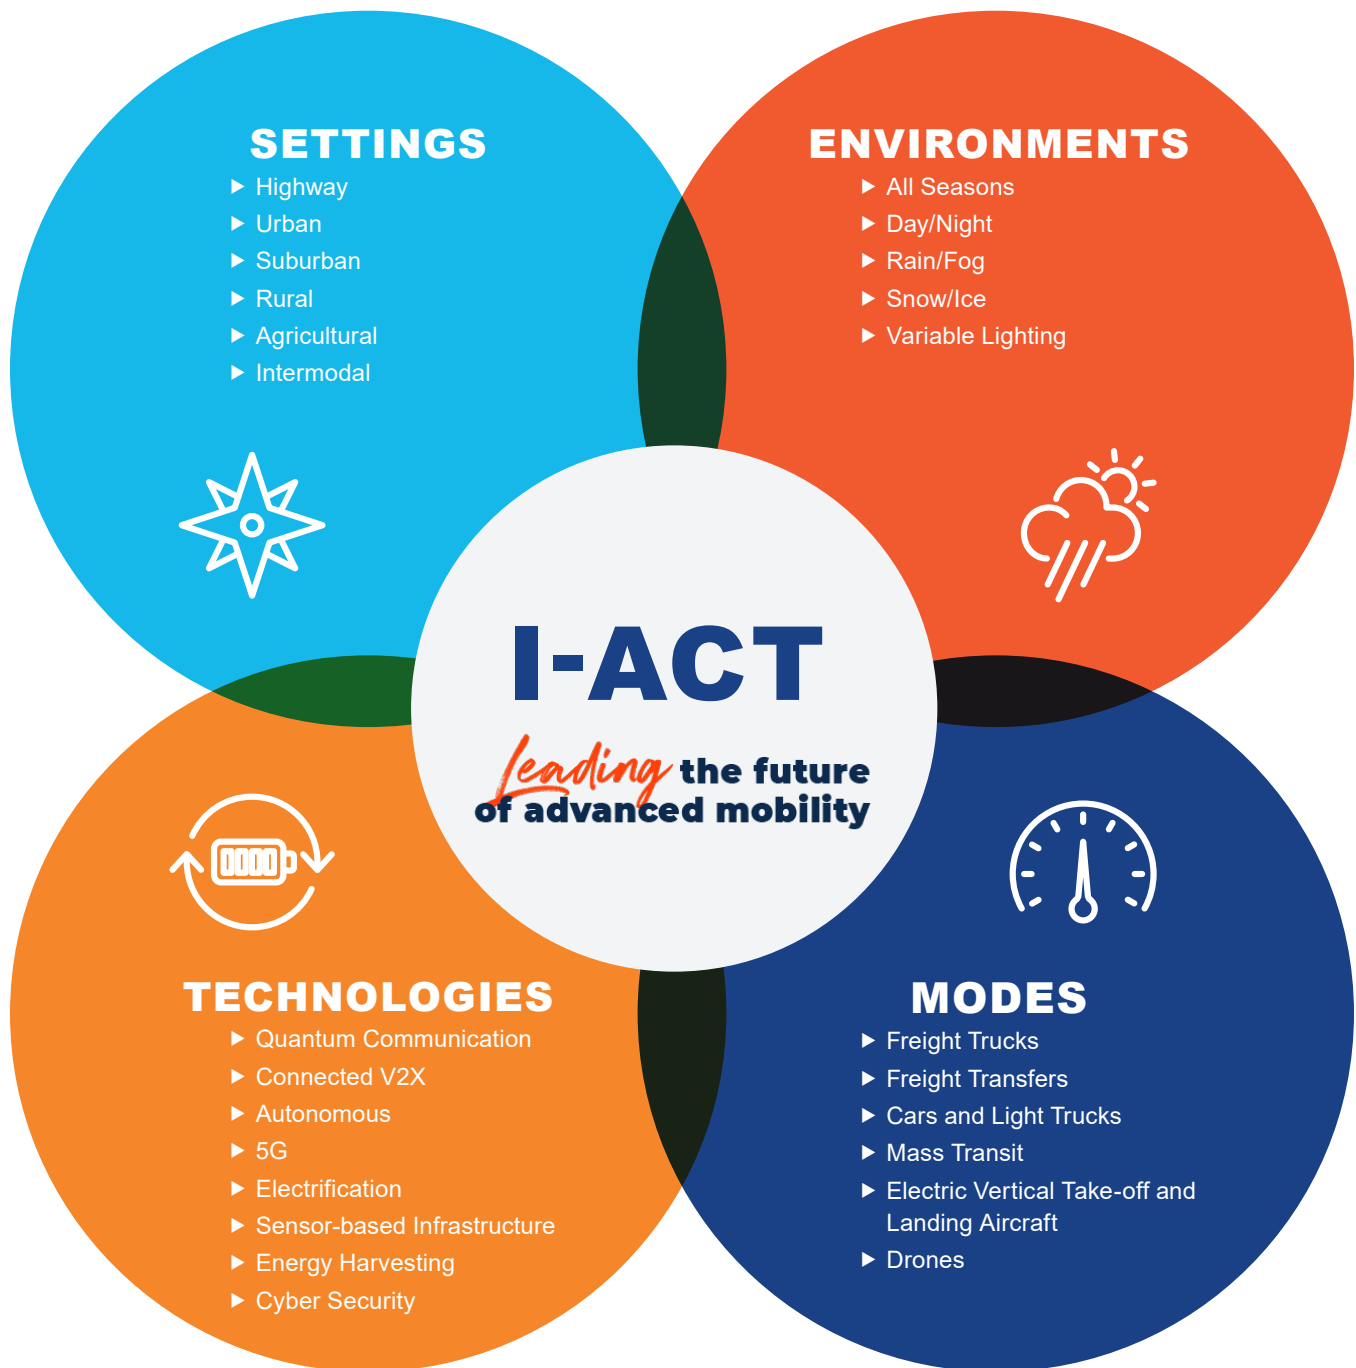 SETTINGS
Highway
Urban
Suburban
Rural
Agricultural
Intermodal
ENVIRONMENTS
All Seasons
Day/Night
Rain/Fog
Snow/Ice
Variable Lighting
I-ACT
Leading the future
of advanced mobility
TECHNOLOGIES
Quantum Communication
Connected V2X
Autonomous
5G
Electrification
Sensor-based Infrastructure
Energy Harvesting
Cyber Security
MODES
Freight Trucks
Freight Transfers
Cars and Light Trucks
Mass Transit
Electric Vertical Take-off and
Landing Aircraft
Drones